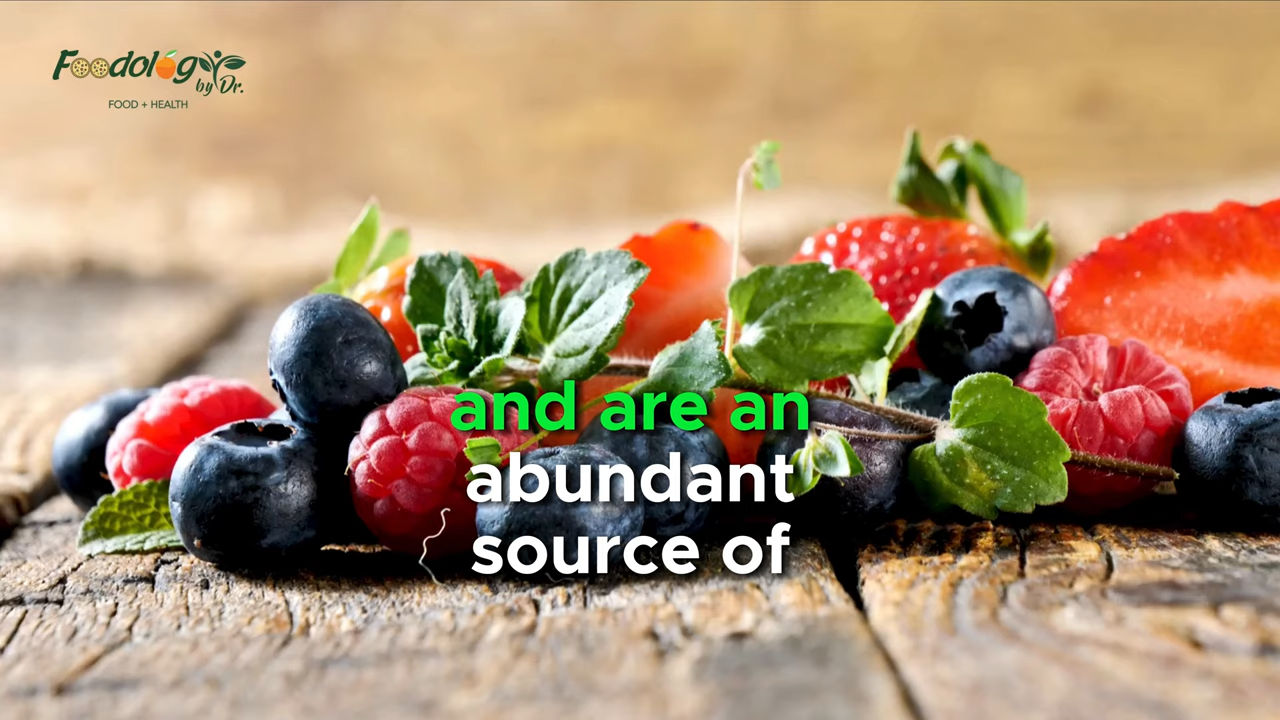 Foodology
by Dr.
FOOD + HEALTH
and are an
abundant
source of